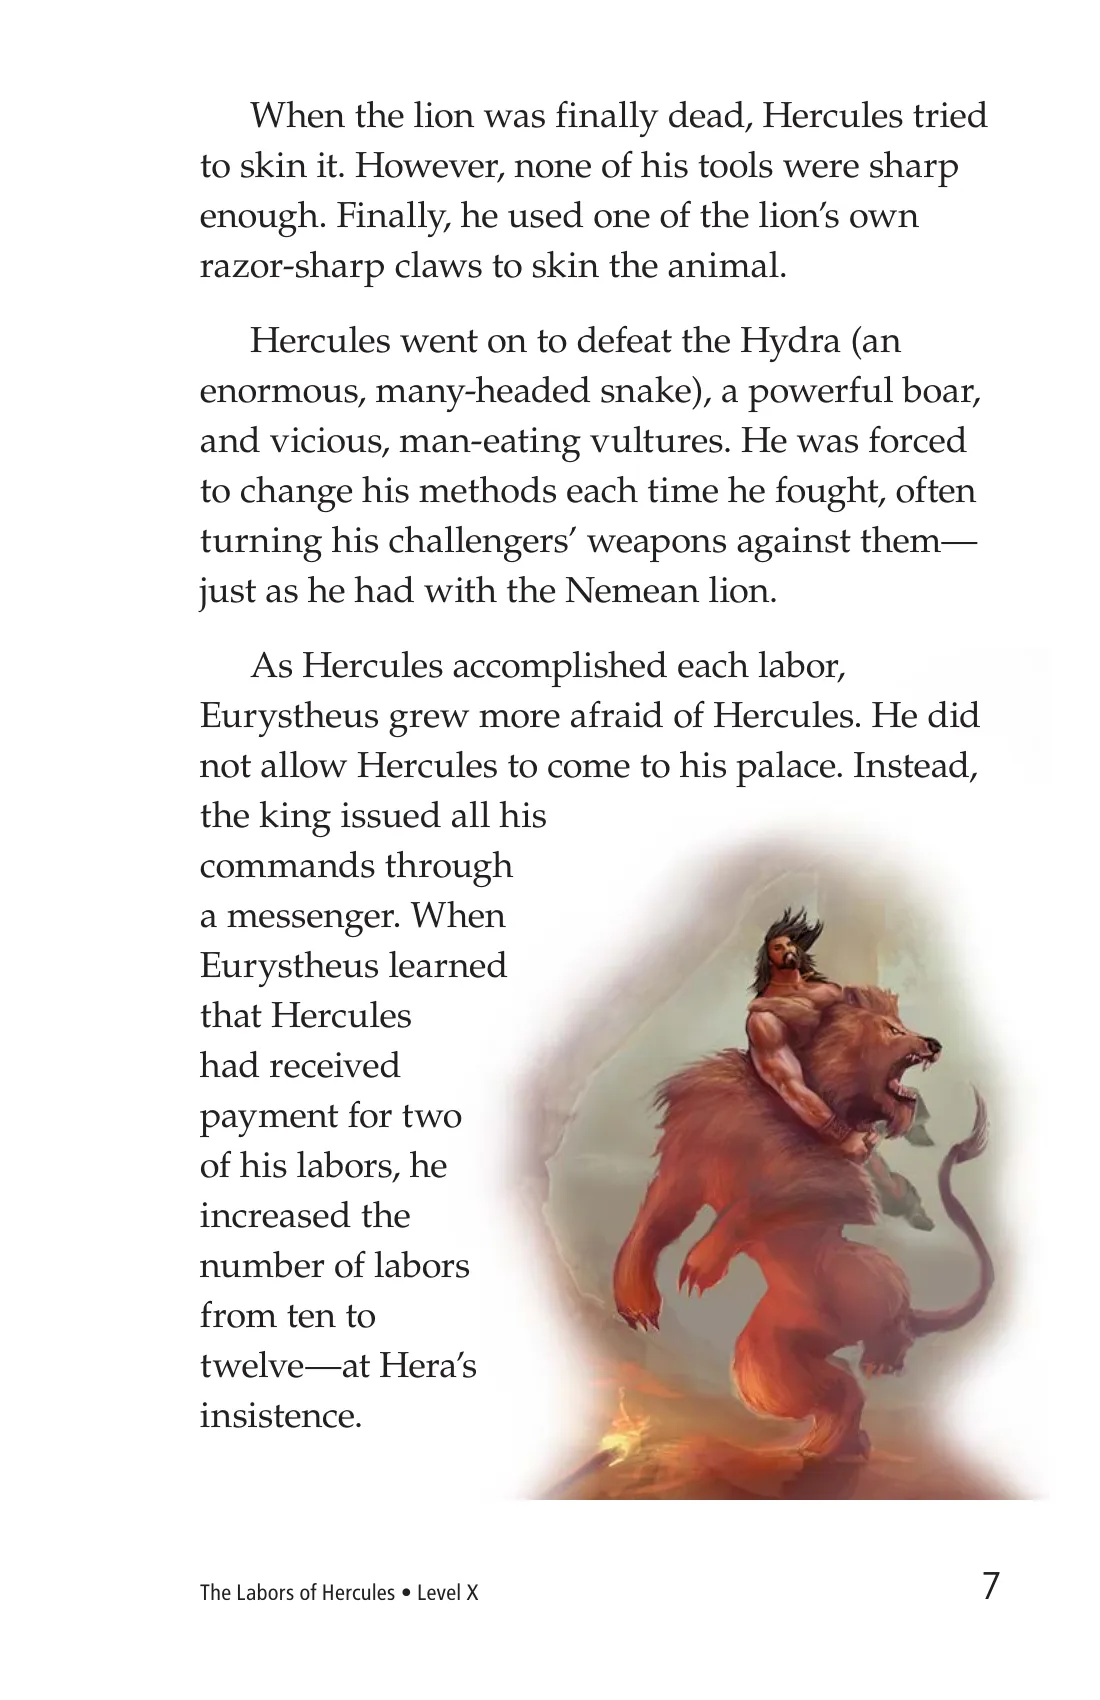 When the lion was finally dead, Hercules tried
to skin it. However, none of his tools were sharp
enough. Finally, he used one of the lion’s own
razor-sharp claws to skin the animal.
Hercules went on to defeat the Hydra (an
enormous, many-headed snake), a powerful boar,
and vicious, man-eating vultures. He was forced
to change his methods each time he fought, often
turning his challengers’ weapons against them—
just as he had with the Nemean lion.
As Hercules accomplished each labor,
Eurystheus grew more afraid of Hercules. He did
not allow Hercules to come to his palace. Instead,
the king issued all his
commands through
a messenger. When
Eurystheus learned
that Hercules
had received
payment for two
of his labors, he
increased the
number of labors
from ten to
twelve—at Hera’s
insistence.
The Labors of Hercules • Level X
7